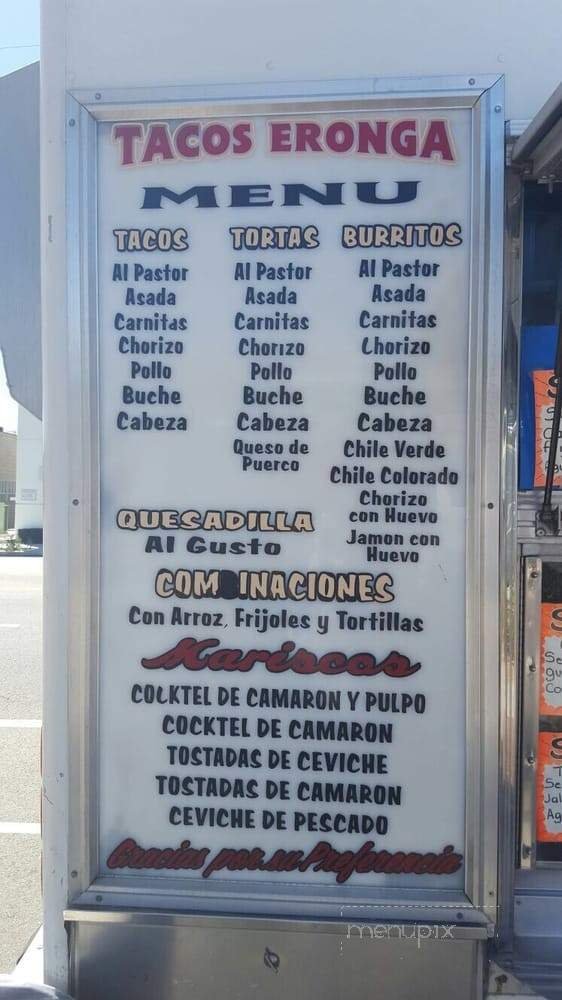 TACOS ERONGA
MENU
TACOS
Al Pastor
Asada
Carnitas
Chorizo
Pollo
Buche
Cabeza
TORTAS
Al Pastor
Asada
Carnitas
Chorizo
Pollo
Buche
Cabeza
Queso de
Puerco
BURRITOS
Al Pastor
Asada
Carnitas
Chorizo
Pollo
Buche
Cabeza
Chile Verde
Chile Colorado
Chorizo
con Huevo
Jamon con
Huevo
QUESADILLA
Al Gusto
COMBINACIONES
Con Arroz, Frijoles y Tortillas
Mariscos
COCKTEL DE CAMARON Y PULPO
COCKTEL DE CAMARON
TOSTADAS DE CEVICHE
TOSTADAS DE CAMARON
CEVICHE DE PESCADO
Gracias por su Preferencia
menupix